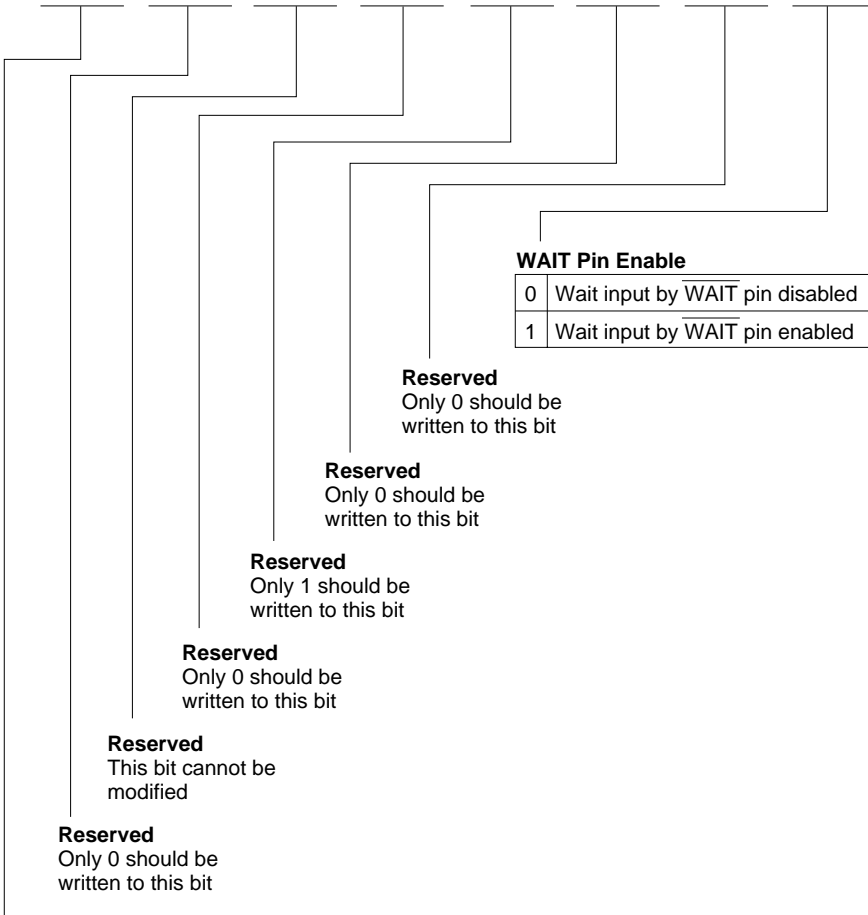 WAIT Pin Enable
0 Wait input by WAIT pin disabled
1 Wait input by WAIT pin enabled
Reserved
Only 0 should be
written to this bit
Reserved
Only 0 should be
written to this bit
Reserved
Only 1 should be
written to this bit
Reserved
Only 0 should be
written to this bit
Reserved
This bit cannot be
modified
Reserved
Only 0 should be
written to this bit